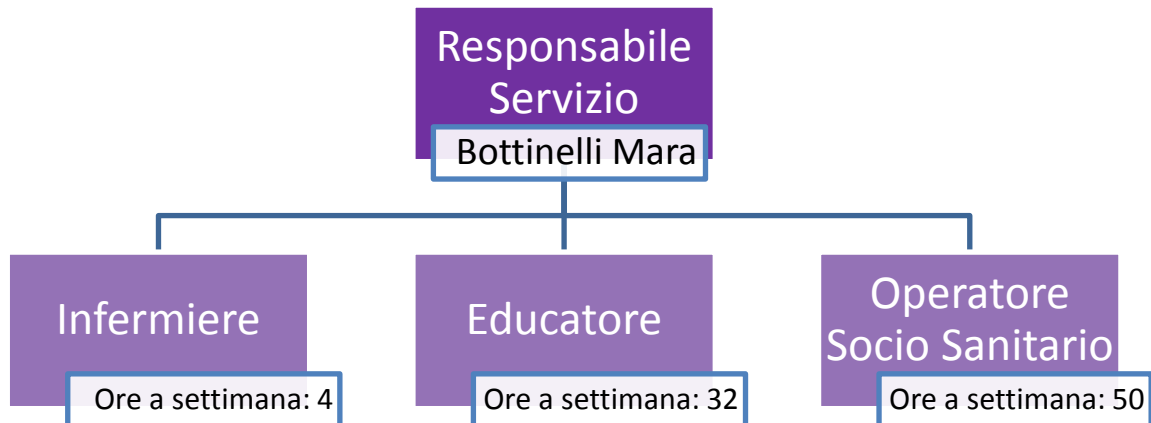 Responsabile
Servizio
Bottinelli Mara
Infermiere
Ore a settimana: 4
Educatore
Ore a settimana: 32
Operatore
Socio Sanitario
Ore a settimana: 50